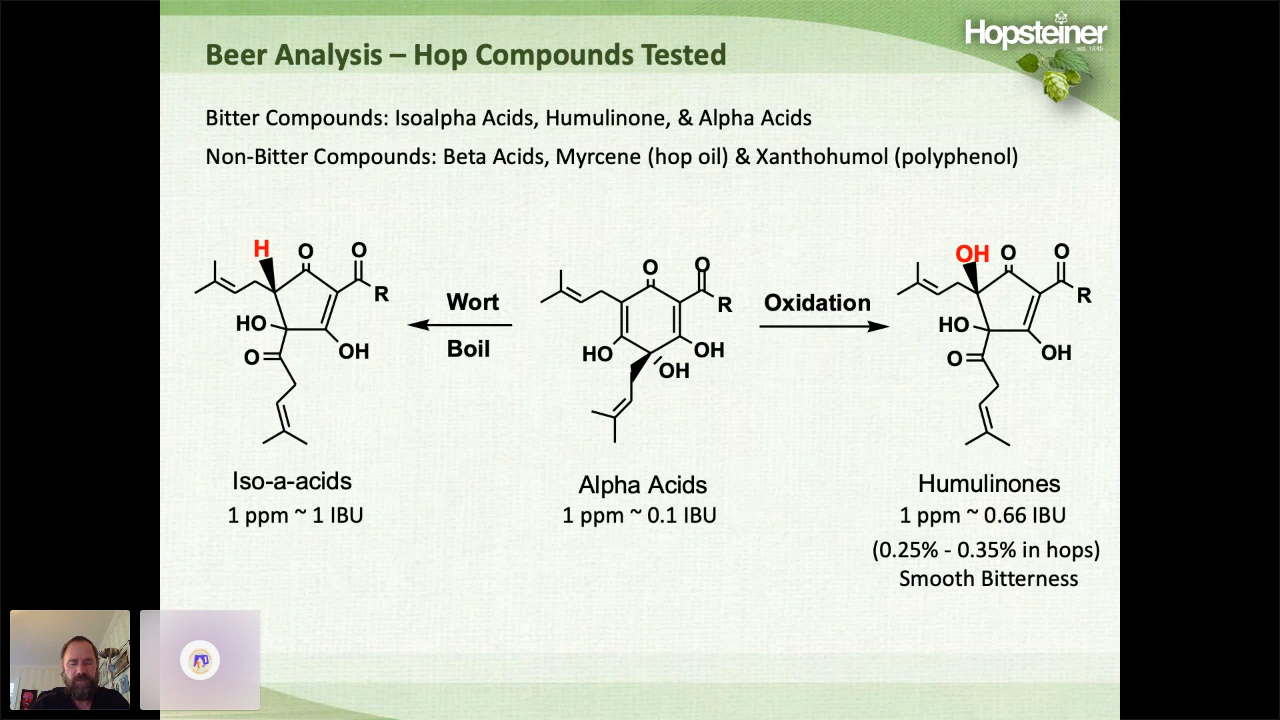 Hopsteiner
est. 1845
Beer Analysis – Hop Compounds Tested
Bitter Compounds: Isoalpha Acids, Humulinone, & Alpha Acids
Non-Bitter Compounds: Beta Acids, Myrcene (hop oil) & Xanthohumol (polyphenol)
H O O
R
HO
OH
O
Wort
Boil
O O
R
HO OH
OH
Oxidation
OH O O
R
HO
OH
O
Iso-a-acids
1 ppm ~ 1 IBU
Alpha Acids
1 ppm ~ 0.1 IBU
Humulinones
1 ppm ~ 0.66 IBU
(0.25% - 0.35% in hops)
Smooth Bitterness